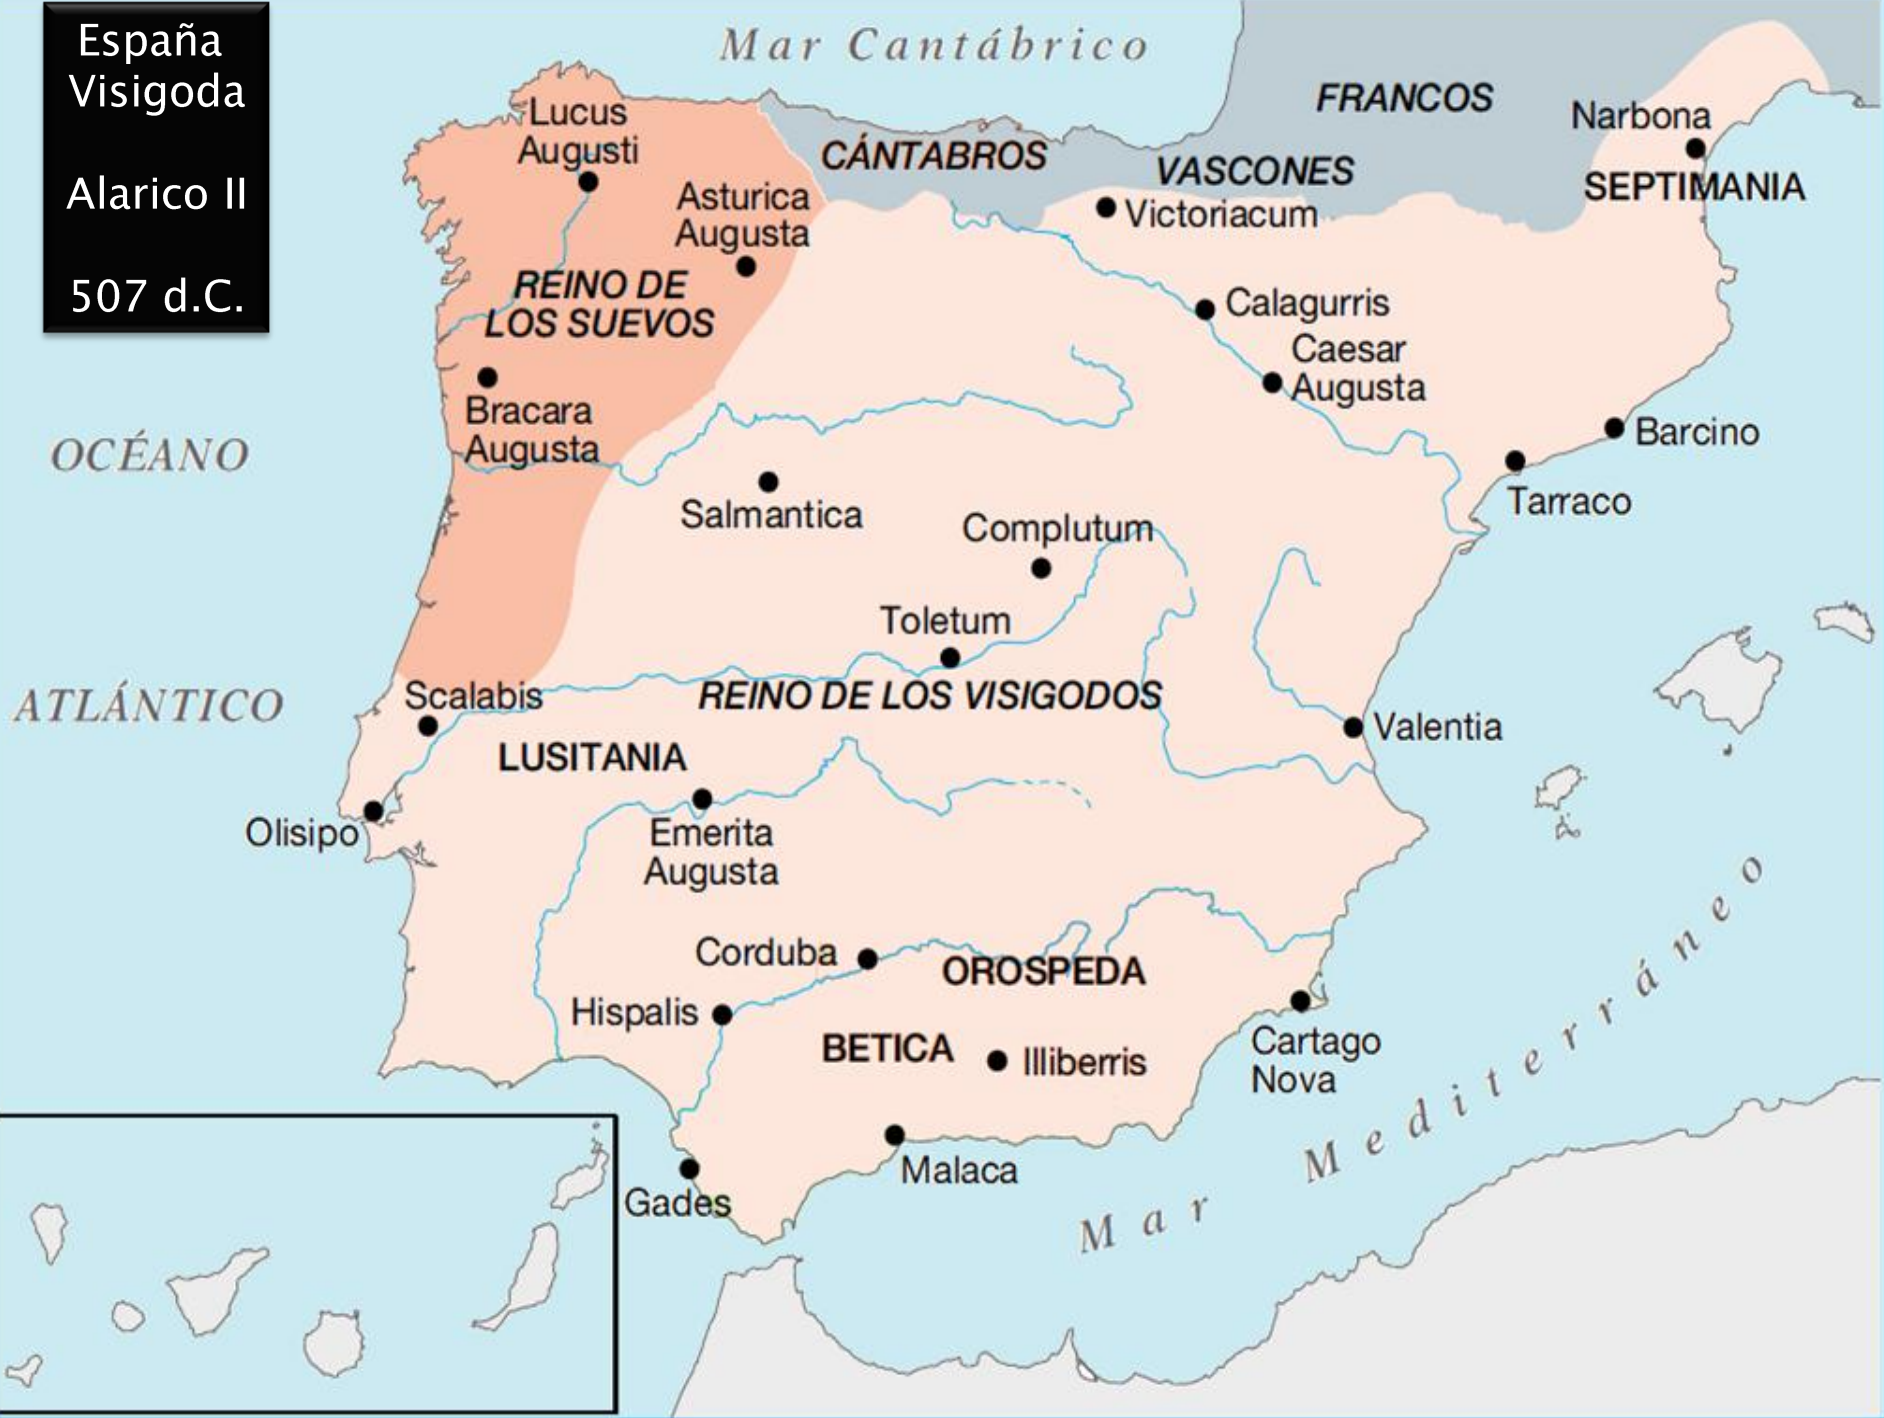 España
Visigoda
Alarico II
507 d.C.
Mar Cantábrico
FRANCOS
Narbona
SEPTIMANIA
Lucus
Augusti
CÁNTABROS
VASCONES
Asturica
Augusta
Victoriacum
REINO DE
LOS SUEVOS
Calagurris
Caesar
Augusta
Bracara
Augusta
OCÉANO
Barcino
Tarraco
Salmantica
Complutum
Toletum
ATLÁNTICO
Scalabis
REINO DE LOS VISIGODOS
Valentia
LUSITANIA
Olisipo
Emerita
Augusta
Corduba
OROSPEDA
Hispalis
BETICA
Illiberris
Cartago
Nova
Mar Mediterráneo
Malaca
Gades